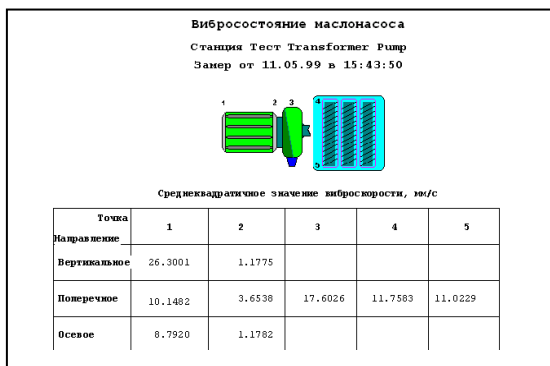 Вибросостояние маслонасоса
Станция Тест Transformer Pump
Замер от 11.05.99 в 15:43:50
1 2 3 4
5
Среднеквадратичное значение виброскорости, мм/с
Точка
Направление 1 2 3 4 5
Вертикальное 26.3001 1.1775
Поперечное 10.1482 3.6538 17.6026 11.7583 11.0229
Осевое 8.7920 1.1782